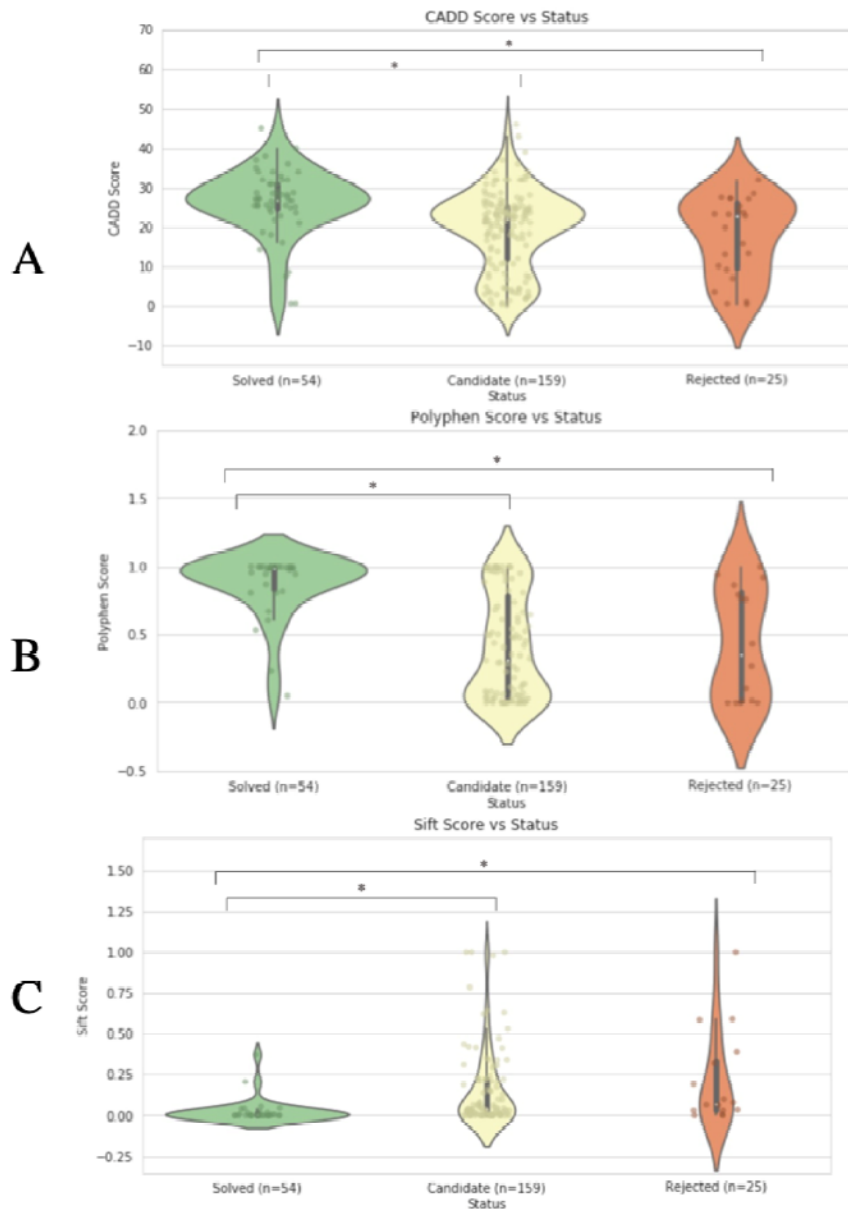 CADD Score vs Status
70
60
50
40
30
20
10
0
−10
CADD Score
*
*
A
Solved (n=54) Candidate (n=159) Rejected (n=25)
Status
Polyphen Score vs Status
2.0
1.5
1.0
0.5
0.0
−0.5
Polyphen Score
*
*
B
Solved (n=54) Candidate (n=159) Rejected (n=25)
Status
Sift Score vs Status
1.50
1.25
1.00
0.75
0.50
0.25
0.00
−0.25
Sift Score
*
*
C
Solved (n=54) Candidate (n=159) Rejected (n=25)
Status